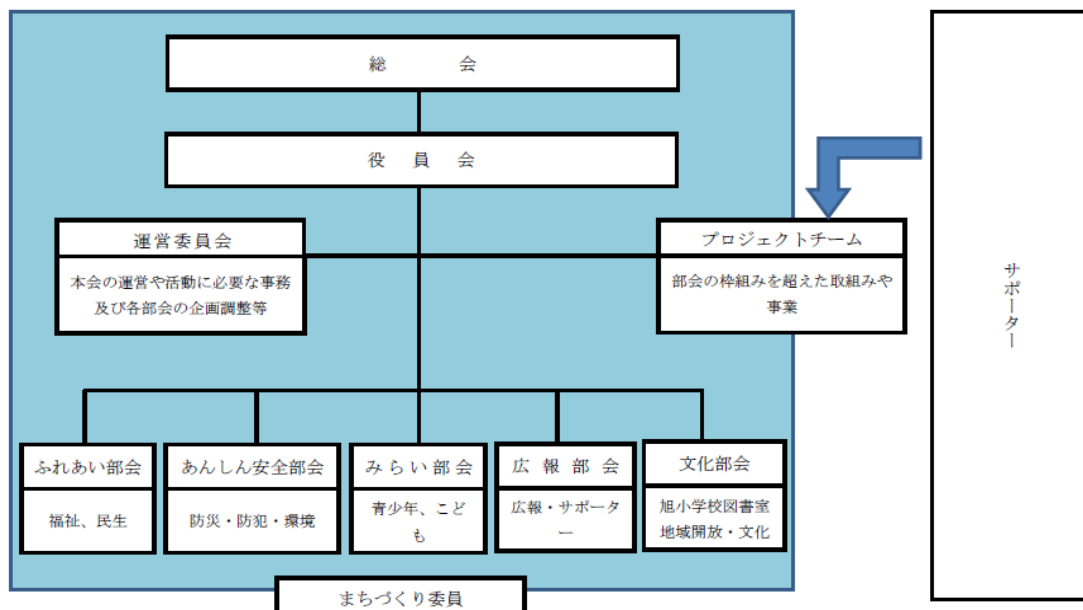 総会
役員会
運営委員会
本会の運営や活動に必要な事務
及び各部会の企画調整等
プロジェクトチーム
部会の枠組みを超えた取組みや
事業
サポーター
ふれあい部会
福祉、民生
あんしん安全部会
防災・防犯・環境
みらい部会
青少年、こど
も
広報部会
広報・サポータ
ー
文化部会
旭小学校図書室
地域開放・文化
まちづくり委員